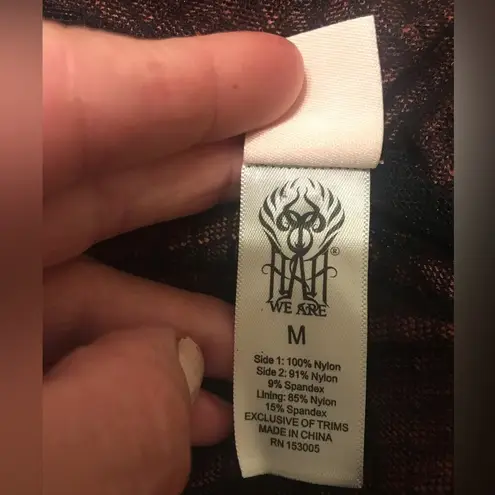 HAH®
WE ARE
M
Side 1: 100% Nylon
Side 2: 91% Nylon
9% Spandex
Lining: 85% Nylon
15% Spandex
EXCLUSIVE OF TRIMS
MADE IN CHINA
RN 153005